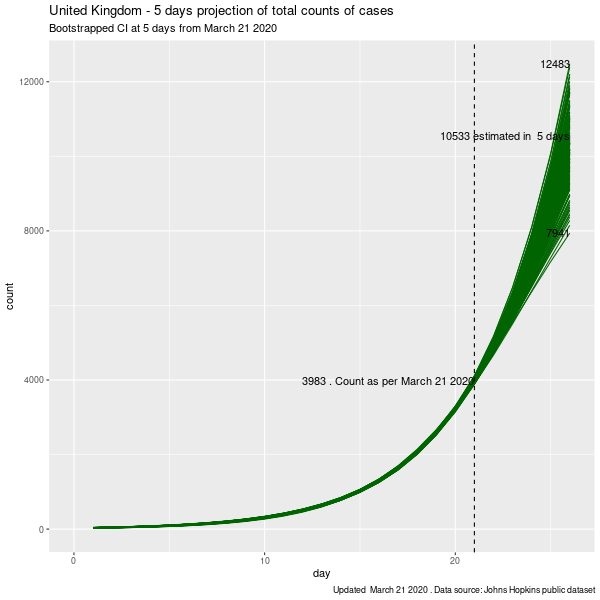 United Kingdom - 5 days projection of total counts of cases
Bootstrapped CI at 5 days from March 21 2020
12483
12000
10533 estimated in  5 days
8000
7941
count
4000
3983 . Count as per March 21 2020
0
0 10 20
day
Updated  March 21 2020 . Data source: Johns Hopkins public dataset